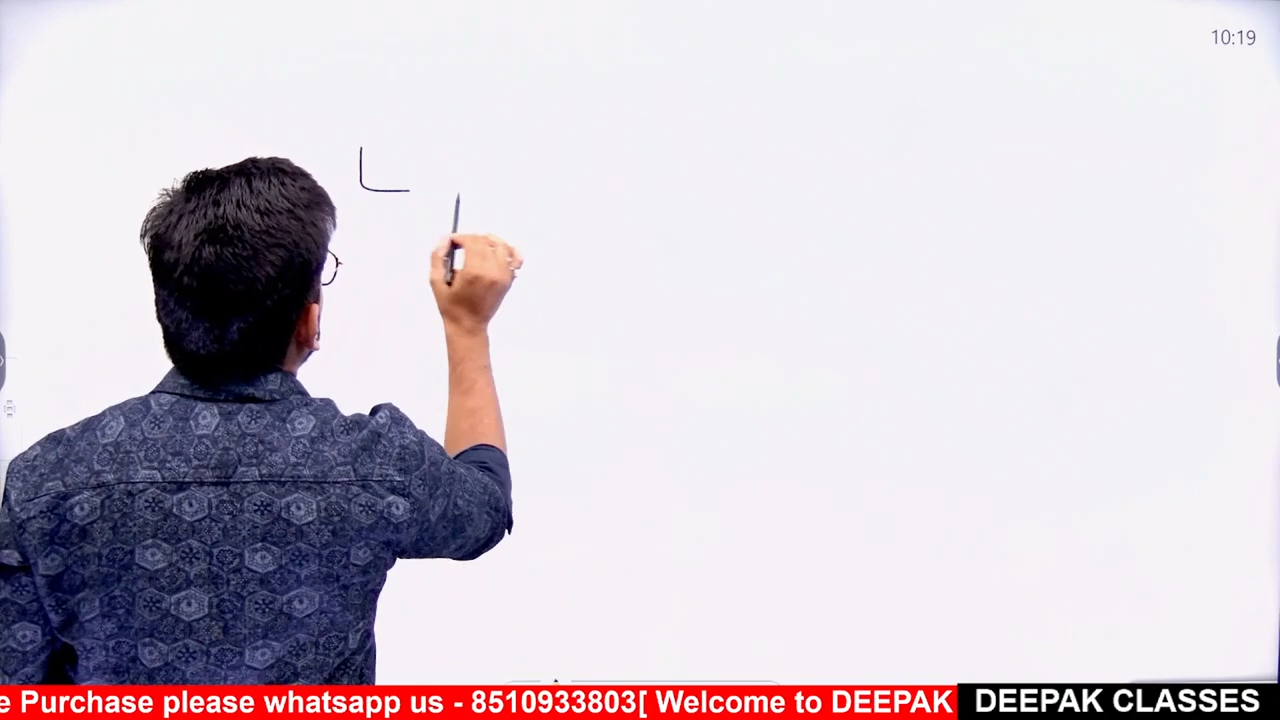 10:19
L
e Purchase please whatsapp us - 8510933803[ Welcome to DEEPAK
DEEPAK CLASSES